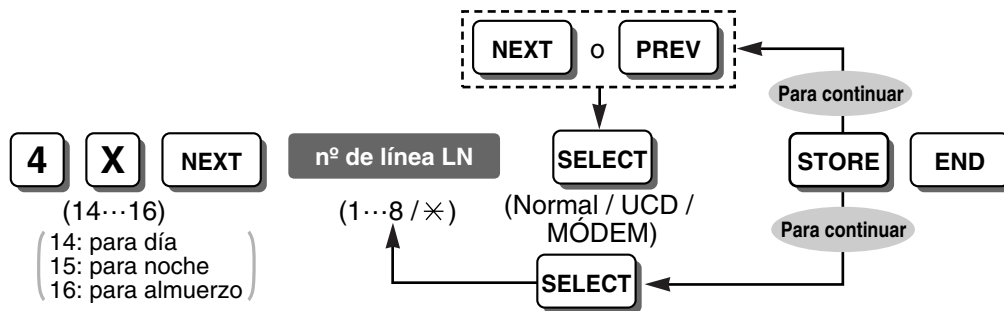 NEXT o PREV
Para continuar
4 X NEXT nº de línea LN SELECT STORE END
(14···16) (1···8 / ✳) (Normal / UCD /
MÓDEM)
Para continuar
14: para día
15: para noche
16: para almuerzo
SELECT